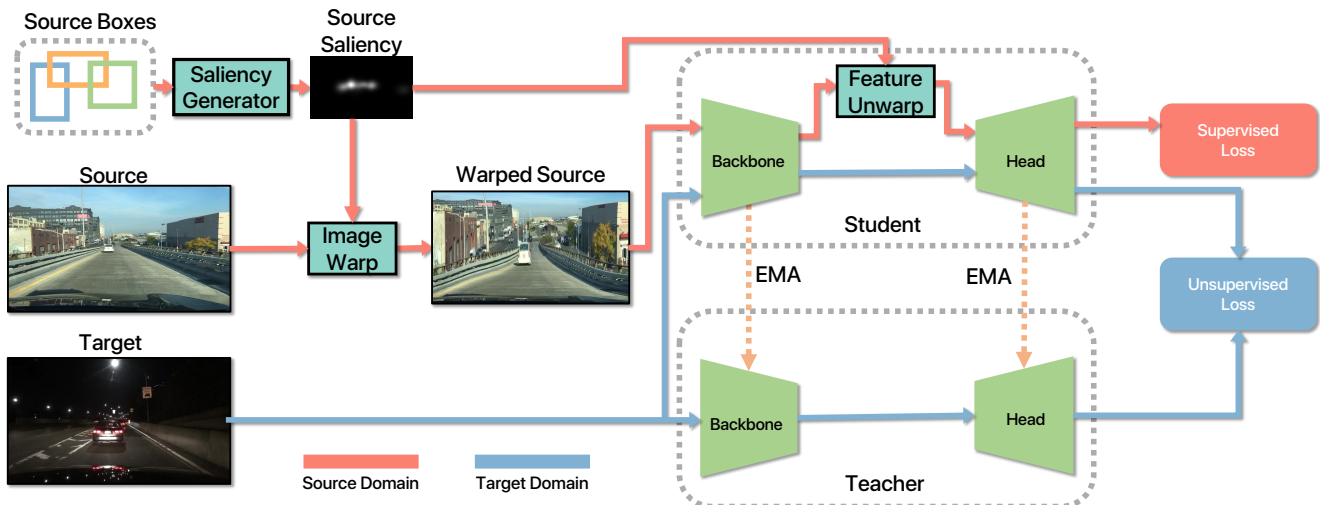 Source Boxes
Saliency
Generator
Source
Saliency
Feature
Unwarp
Backbone
Head
Supervised
Loss
Source
Image
Warp
Warped Source
Student
EMA
EMA
Unsupervised
Loss
Target
Backbone
Head
Source Domain
Target Domain
Teacher